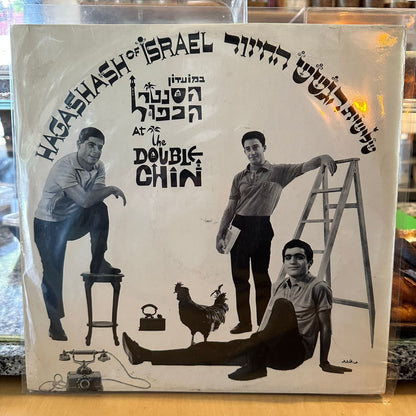 HAGASHASH OF ISRAEL
שלישית הגשש החיוור
במועדון
הסנטר
הכפול
At the
DOUBLE
CHIN